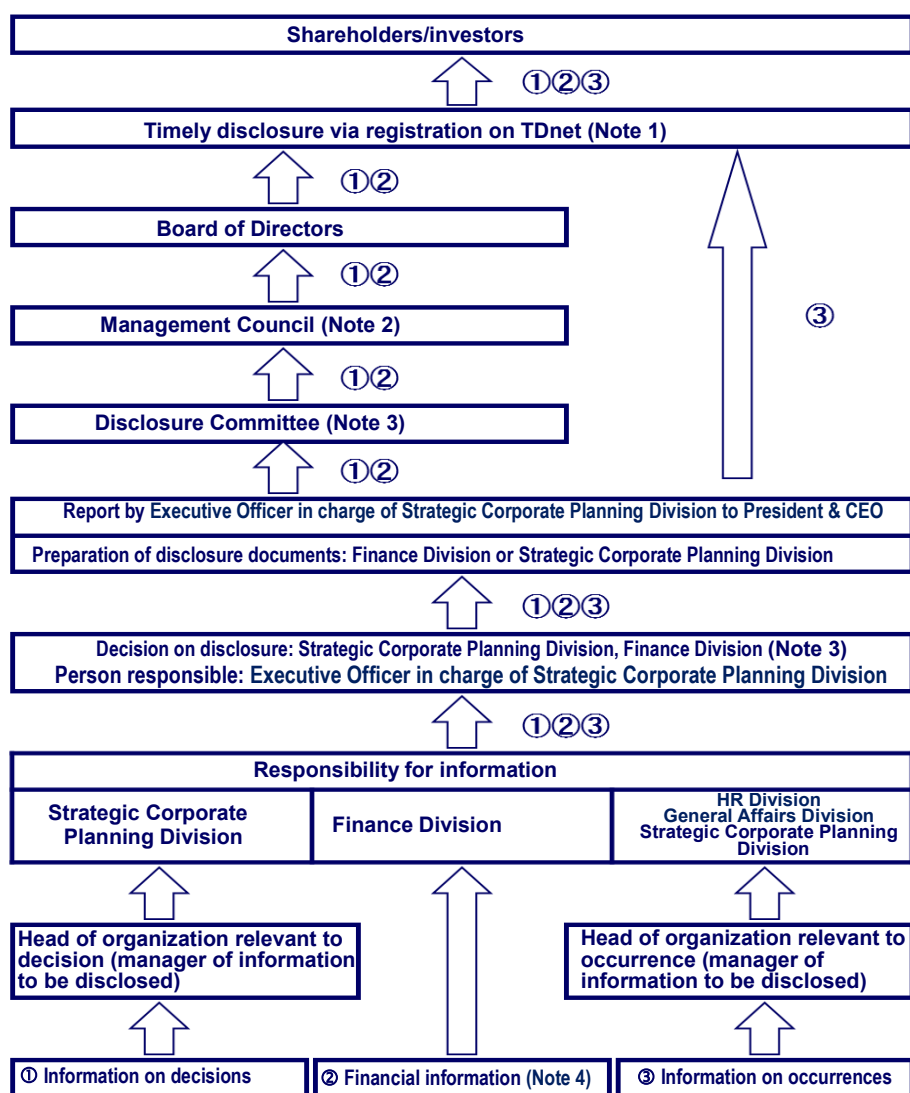 Shareholders/investors
①②③
Timely disclosure via registration on TDnet (Note 1)
①②
Board of Directors
①②
③
Management Council (Note 2)
①②
Disclosure Committee (Note 3)
①②
Report by Executive Officer in charge of Strategic Corporate Planning Division to President & CEO
Preparation of disclosure documents: Finance Division or Strategic Corporate Planning Division
①②③
Decision on disclosure: Strategic Corporate Planning Division, Finance Division (Note 3)
Person responsible: Executive Officer in charge of Strategic Corporate Planning Division
①②③
Responsibility for information
Strategic Corporate
Planning Division
Finance Division
HR Division
General Affairs Division
Strategic Corporate Planning
Division
Head of organization relevant to
decision (manager of information
to be disclosed)
Head of organization relevant to
occurrence (manager of
information to be disclosed)
① Information on decisions
② Financial information (Note 4)
③ Information on occurrences